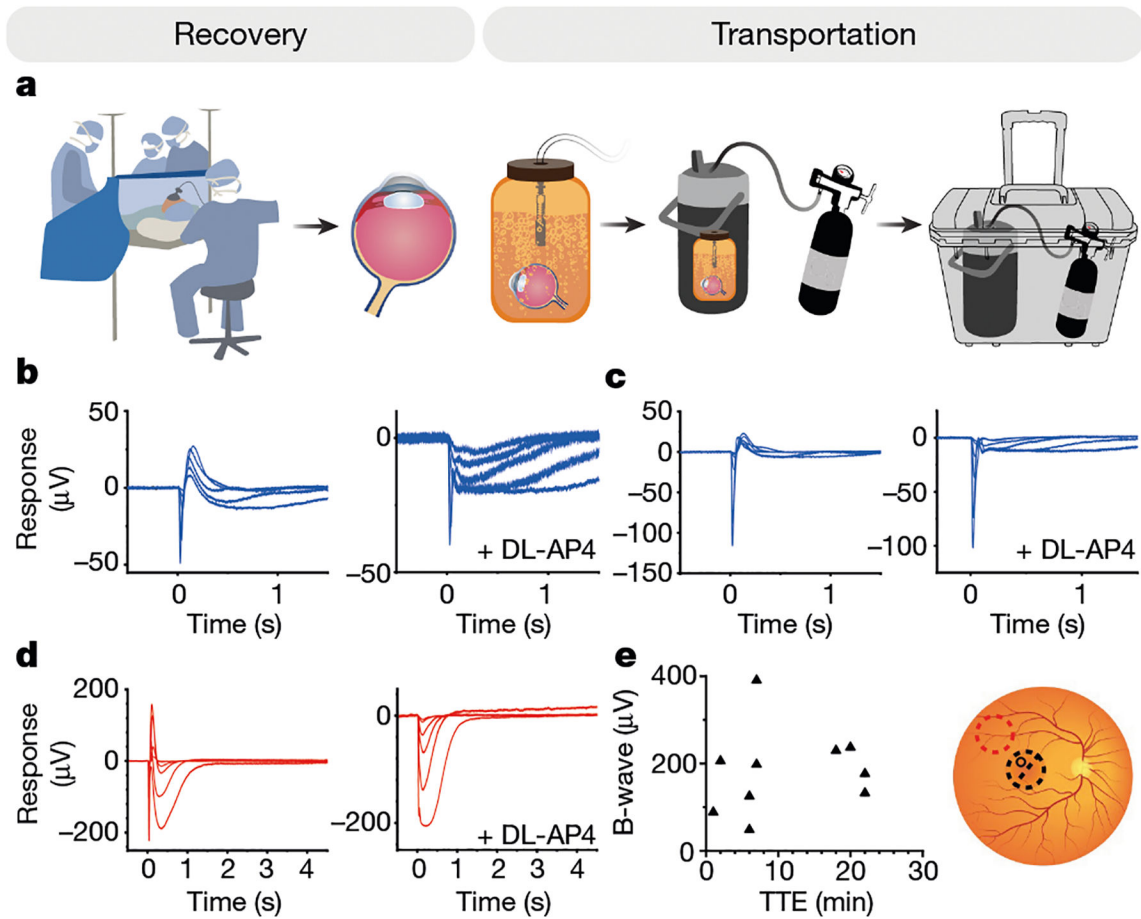 Recovery
Transportation
a
b
50
0
−50
Response
(μV)
0
1
Time (s)
0
−50
+ DL-AP4
0
1
Time (s)
c
50
0
−50
−100
−150
0
1
Time (s)
0
−50
−100
+ DL-AP4
0
1
Time (s)
d
200
0
−200
Response
(μV)
0
1
2
3
4
Time (s)
0
−200
+ DL-AP4
0
1
2
3
4
Time (s)
e
400
200
0
B-wave (μV)
0
10
20
30
TTE (min)